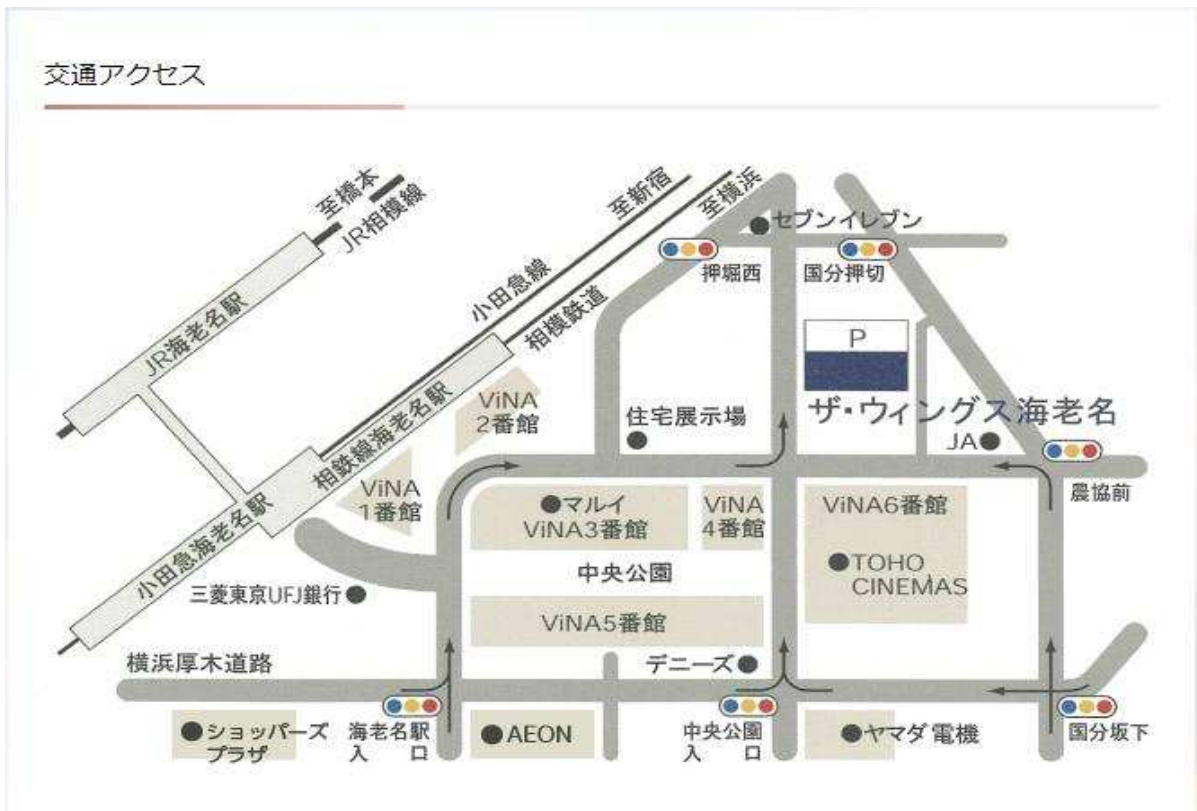 交通アクセス
至橋本
JR相模線
至新宿
至横浜
セブンイレブン
押堀西
国分押切
小田急線
相模鉄道
JR海老名駅
P
ViNA
2番館
住宅展示場
ザ・ウィングス海老名
JA
相鉄線海老名駅
農協前
ViNA
1番館
マルイ
ViNA3番館
ViNA
4番館
ViNA6番館
小田急海老名駅
中央公園
TOHO
CINEMAS
三菱東京UFJ銀行
ViNA5番館
横浜厚木道路
デニーズ
ショッパーズ
プラザ
海老名駅
入口
AEON
中央公園
入口
ヤマダ電機
国分坂下